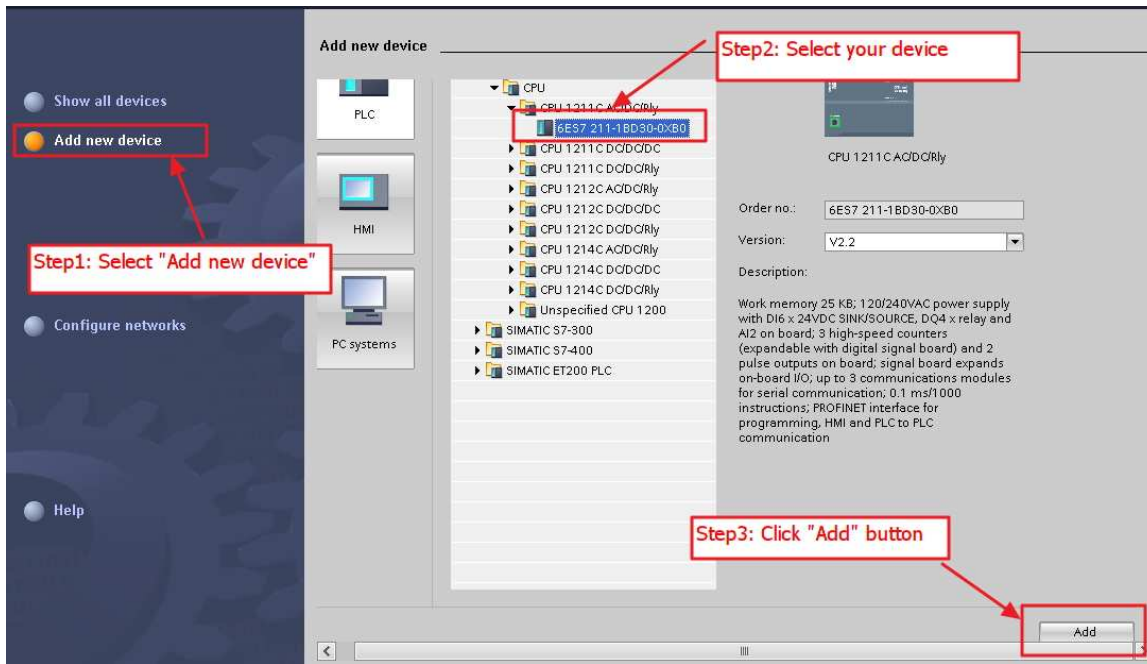 Add new device
Step2: Select your device
Show all devices
Add new device
Step1: Select "Add new device"
Configure networks
Help
PLC
HMI
PC systems
CPU
CPU 1211C AC/DC/Rly
6ES7 211-1BD30-0XB0
CPU 1211C DC/DC/DC
CPU 1211C DC/DC/Rly
CPU 1212C AC/DC/Rly
CPU 1212C DC/DC/DC
CPU 1212C DC/DC/Rly
CPU 1214C AC/DC/Rly
CPU 1214C DC/DC/DC
CPU 1214C DC/DC/Rly
Unspecified CPU 1200
SIMATIC S7-300
SIMATIC S7-400
SIMATIC ET200 PLC
CPU 1211C AC/DC/Rly
Order no.: 6ES7 211-1BD30-0XB0
Version: V2.2
Description:
Work memory 25 KB; 120/240VAC power supply
with DI6 x 24VDC SINK/SOURCE, DQ4 x relay and
AI2 on board; 3 high-speed counters
(expandable with digital signal board) and 2
pulse outputs on board; signal board expands
on-board I/O; up to 3 communications modules
for serial communication; 0.1 ms/1000
instructions; PROFINET interface for
programming, HMI and PLC to PLC
communication
Step3: Click "Add" button
Add